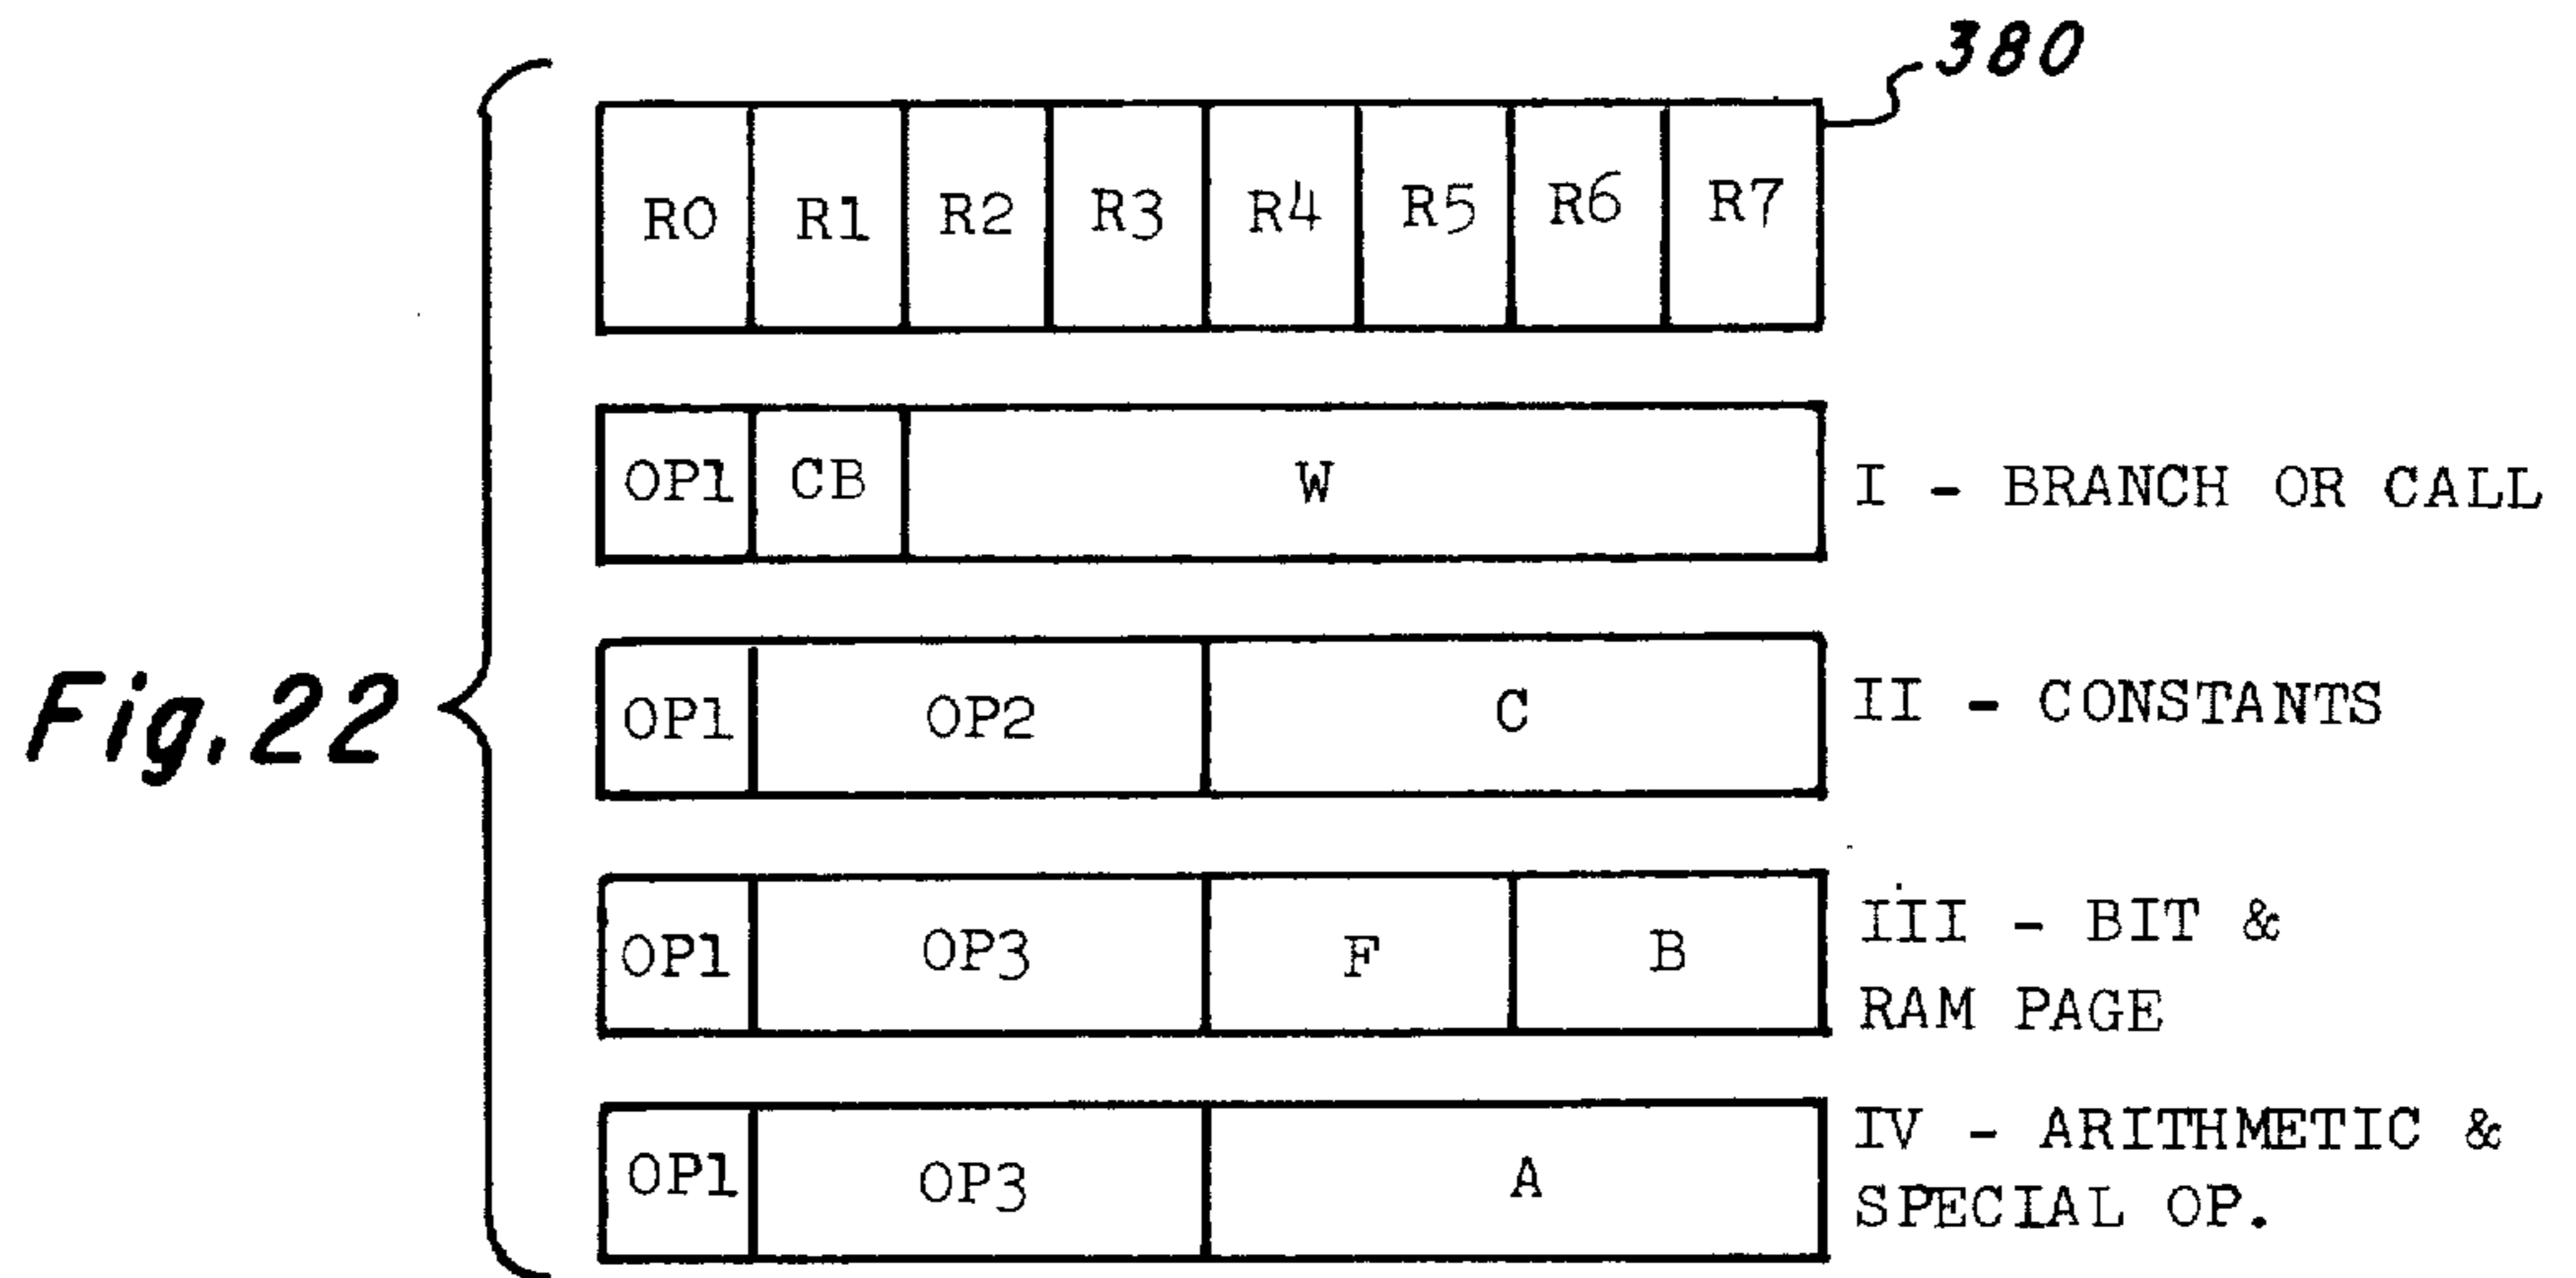 380
R0 R1 R2 R3 R4 R5 R6 R7
OP1 CB W I - BRANCH OR CALL
Fig.22
OP1 OP2 C II - CONSTANTS
OP1 OP3 F B III - BIT &
RAM PAGE
OP1 OP3 A IV - ARITHMETIC &
SPECIAL OP.